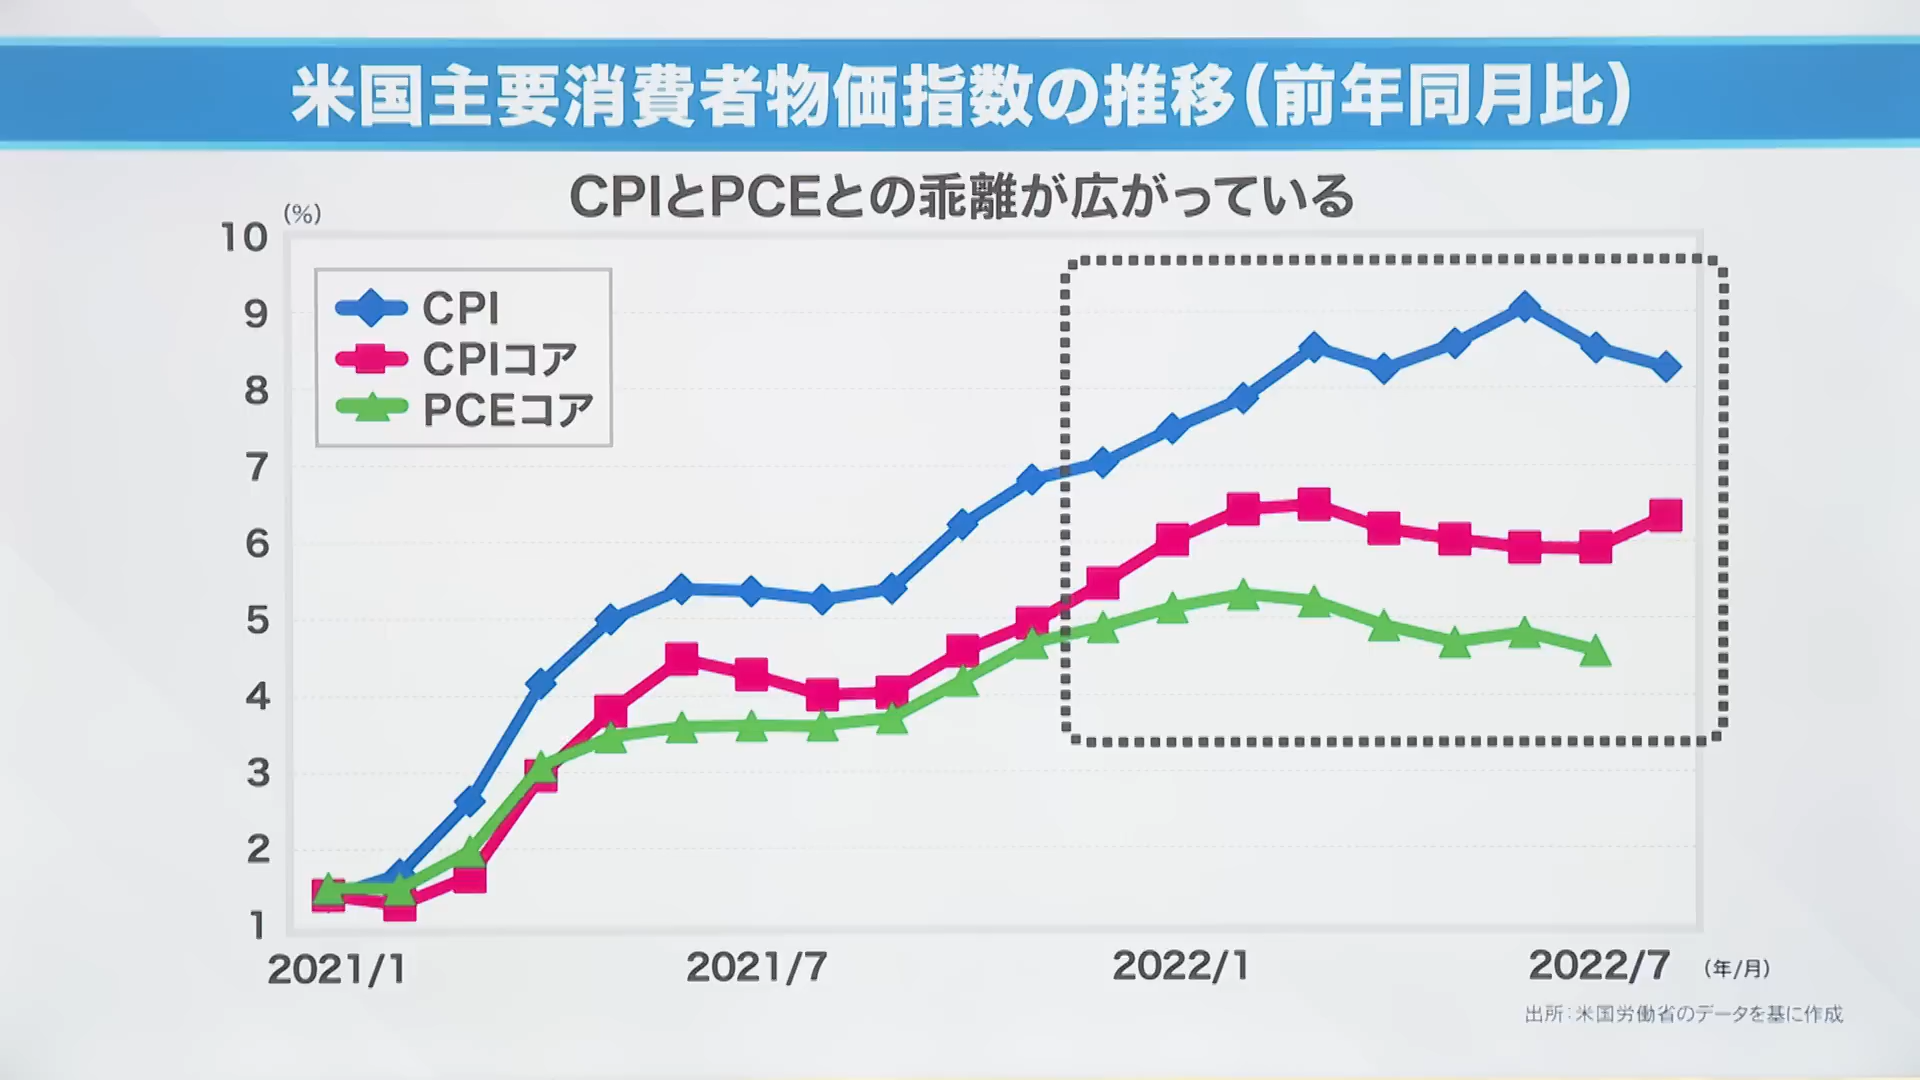 米国主要消費者物価指数の推移(前年同月比)
CPIとPCEとの乖離が広がっている
(%)
10
9
8
7
6
5
4
3
2
1
CPI
CPIコア
PCEコア
2021/1
2021/7
2022/1
2022/7
(年/月)
出所:米国労働省のデータを基に作成